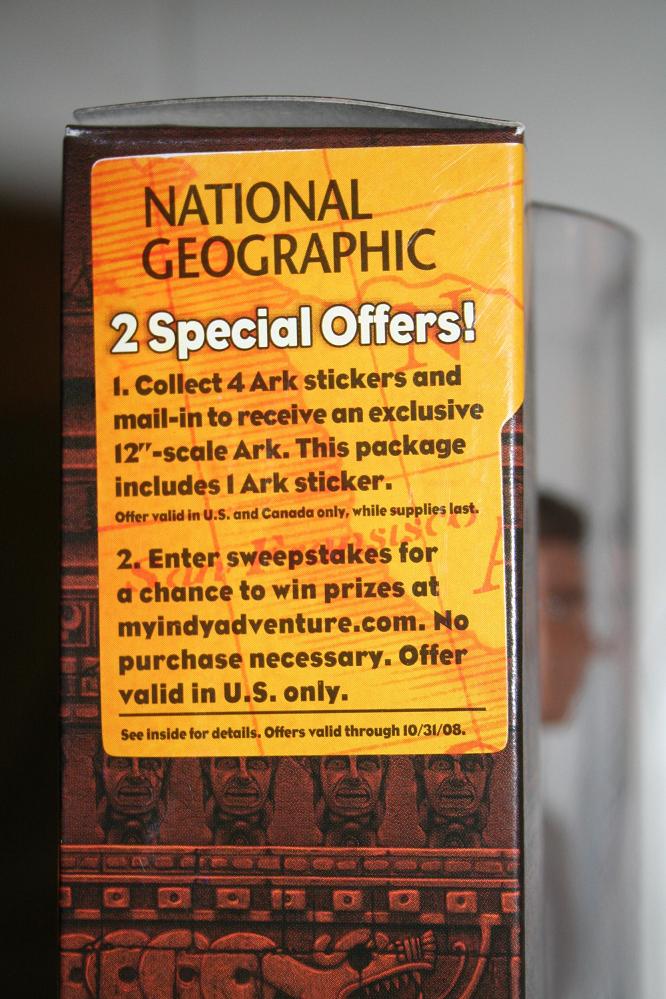 NATIONAL
GEOGRAPHIC
2 Special Offers!
1. Collect 4 Ark stickers and
mail-in to receive an exclusive
12"-scale Ark. This package
includes 1 Ark sticker.
Offer valid in U.S. and Canada only, while supplies last.
2. Enter sweepstakes for
a chance to win prizes at
myindyadventure.com. No
purchase necessary. Offer
valid in U.S. only.
See inside for details. Offers valid through 10/31/08.